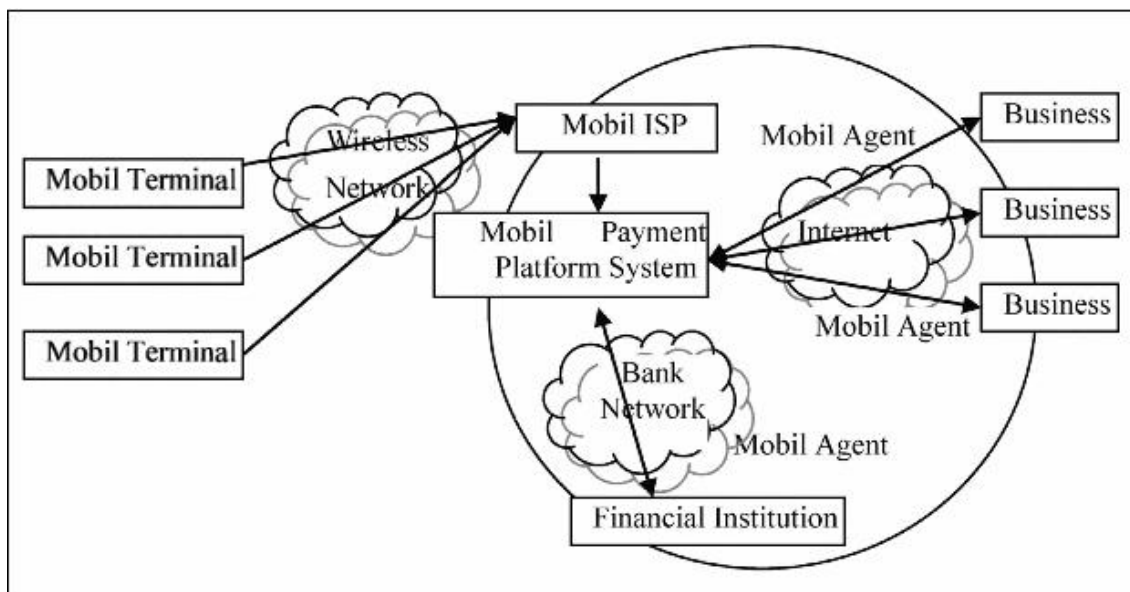 Mobil ISP
Business
Mobil Agent
Wireless
Network
Mobil Terminal
Mobil Terminal
Mobil Terminal
Mobil Payment
Platform System
Internet
Business
Business
Mobil Agent
Bank
Network
Mobil Agent
Financial Institution